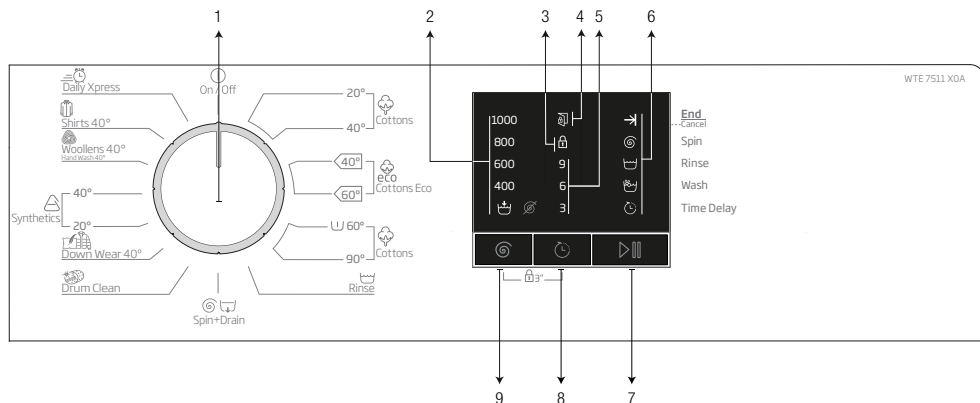 1
2
3
4
5
6
WTE 7511 X0A
On / Off
Daily Xpress
Shirts 40°
Woollens 40°
Hand Wash 40°
40°
Synthetics
20°
Down Wear 40°
Drum Clean
Spin+Drain
20°
Cottons
40°
40°
eco
Cottons Eco
60°
60°
Cottons
90°
Rinse
1000
800
600
400
9
6
3
End
Cancel
Spin
Rinse
Wash
Time Delay
3"
9
8
7